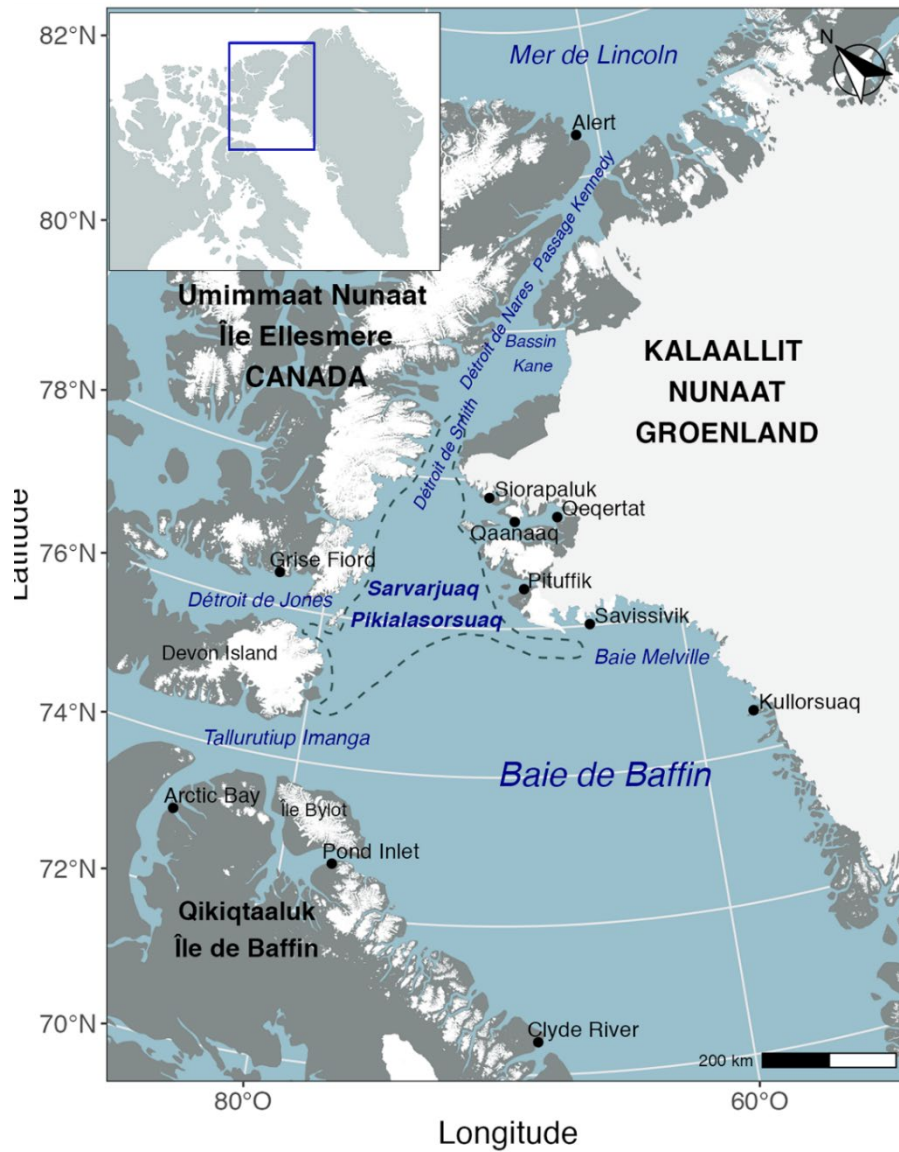 82°N
80°N
78°N
76°N
74°N
72°N
70°N
Latitude
N
Mer de Lincoln
Alert
Passage Kennedy
Détroit de Nares
Bassin
Kane
Umimmaat Nunaat
Île Ellesmere
CANADA
KALAALLIT
NUNAAT
GROENLAND
Détroit de Smith
Siorapaluk
Qeqertat
Qaanaaq
Grise Fiord
Pituffik
Sarvarjuaq
Pikialasorsuaq
Détroit de Jones
Savissivik
Devon Island
Baie Melville
Kullorsuaq
Tallurutiup Imanga
Baie de Baffin
Arctic Bay
Île Bylot
Pond Inlet
Qikiqtaaluk
Île de Baffin
Clyde River
200 km
80°O
60°O
Longitude